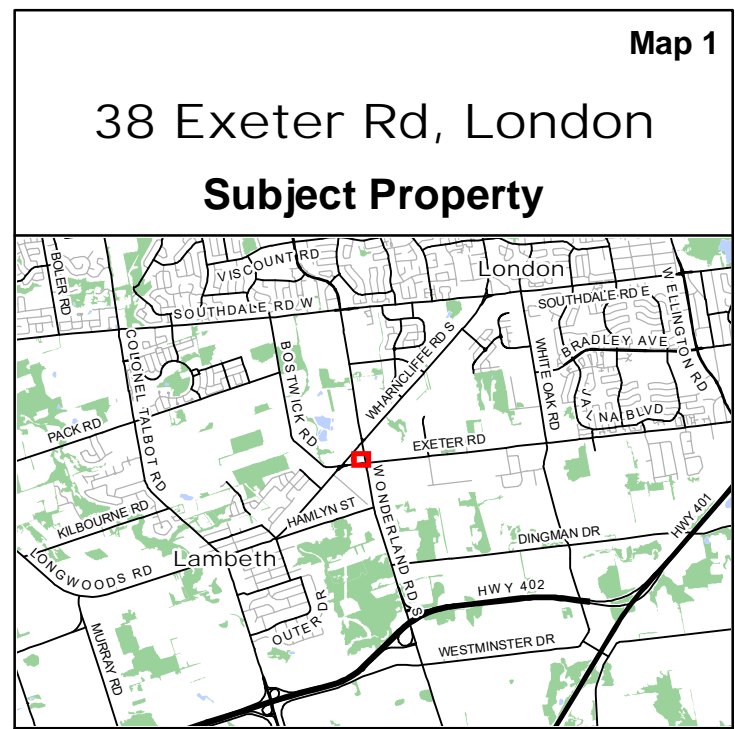 Map 1
38 Exeter Rd, London
Subject Property
BOLER RD
VISCOUNT RD
London
WELLINGTON RD
SOUTHDALE RD W
SOUTHDALE RD E
COLONEL TALBOT RD
BOSTWICK RD
WHARNCLIFFE RD S
WHITE OAK RD
BRADLEY AVE
JALNA BLVD
PACK RD
EXETER RD
WONDERLAND RD S
KILBOURNE RD
HAMLYN ST
HWY 401
DINGMAN DR
LONGWOODS RD
Lambeth
HWY 402
OUTER DR
MURRAY RD
WESTMINSTER DR